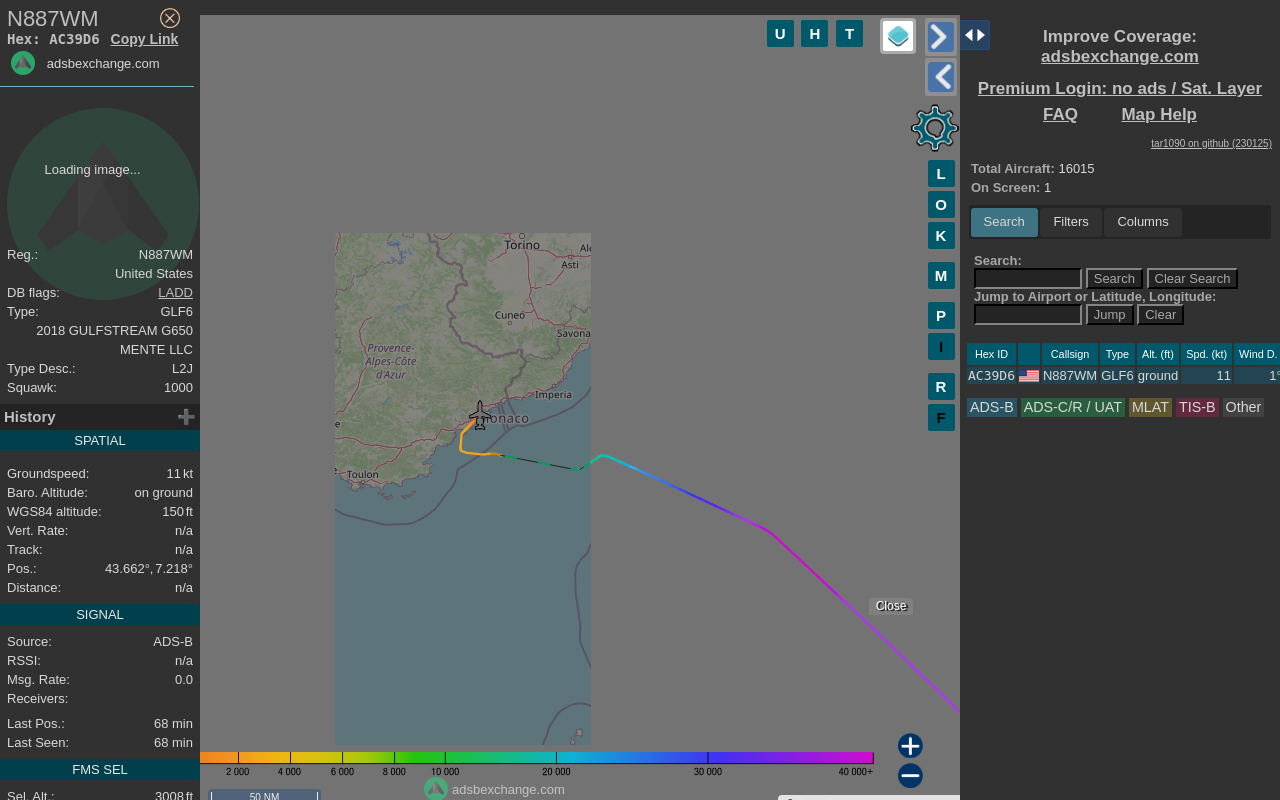 N887WM
Hex: AC39D6 Copy Link
adsbexchange.com
Loading image...
Reg.: N887WM
United States
DB flags: LADD
Type: GLF6
2018 GULFSTREAM G650
MENTE LLC
Type Desc.: L2J
Squawk: 1000
History
SPATIAL
Groundspeed: 11 kt
Baro. Altitude: on ground
WGS84 altitude: 150 ft
Vert. Rate: n/a
Track: n/a
Pos.: 43.662°, 7.218°
Distance: n/a
SIGNAL
Source: ADS-B
RSSI: n/a
Msg. Rate: 0.0
Receivers:
Last Pos.: 68 min
Last Seen: 68 min
FMS SEL
Sel. Alt.: 3008 ft
U H T
L
O
K
M
P
I
R
F
Torino
Asti
Cuneo
Savona
Provence-
Alpes-Côte
d'Azur
Imperia
Toulon
Close
2 000 4 000 6 000 8 000 10 000 20 000 30 000 40 000+
adsbexchange.com
50 NM
Improve Coverage:
adsbexchange.com
Premium Login: no ads / Sat. Layer
FAQ Map Help
tar1090 on github (230125)
Total Aircraft: 16015
On Screen: 1
Search Filters Columns
Search:
Search Clear Search
Jump to Airport or Latitude, Longitude:
Jump Clear
Hex ID Callsign Type Alt. (ft) Spd. (kt) Wind D.
AC39D6 N887WM GLF6 ground 11 1°
ADS-B ADS-C/R / UAT MLAT TIS-B Other